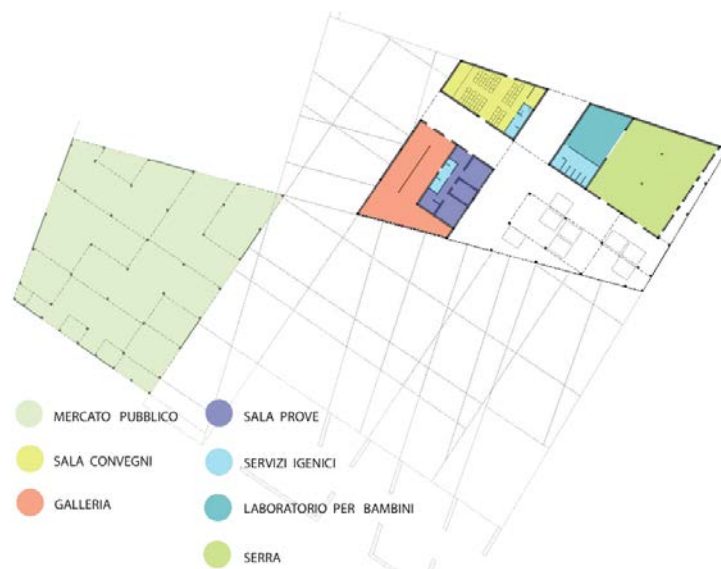 MERCATO PUBBLICO
SALA CONVEGNI
GALLERIA
SALA PROVE
SERVIZI IGENICI
LABORATORIO PER BAMBINI
SERRA